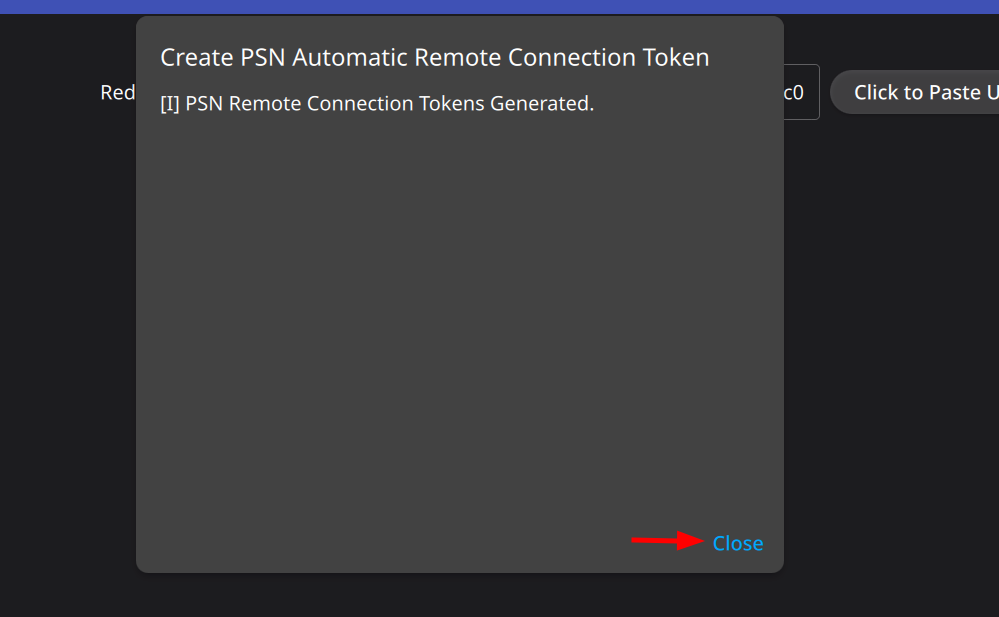 Create PSN Automatic Remote Connection Token
[I] PSN Remote Connection Tokens Generated.
Red
c0
Click to Paste U
Close